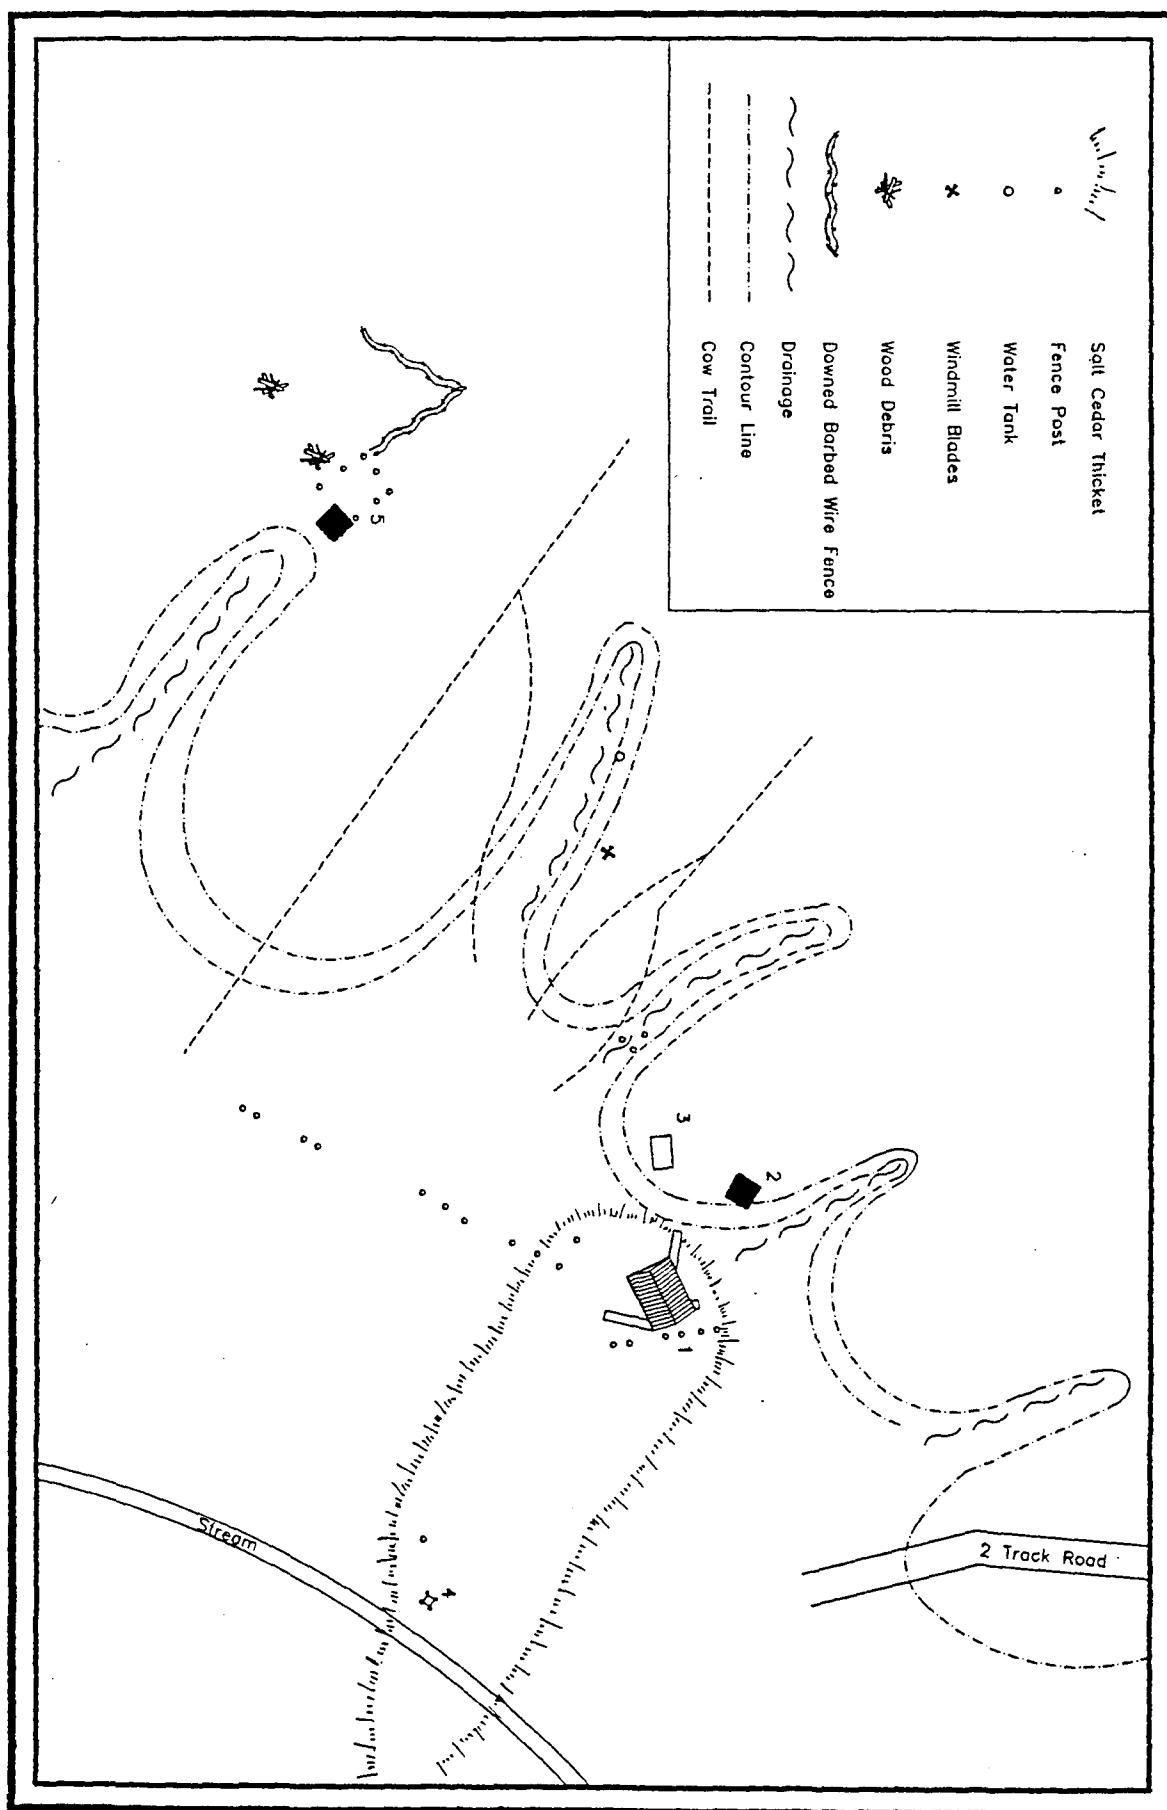 Salt Cedar Thicket
Fence Post
Water Tank
Windmill Blades
Wood Debris
Downed Barbed Wire Fence
Drainage
Contour Line
Cow Trail
5
3
2
1
4
2 Track Road
Stream